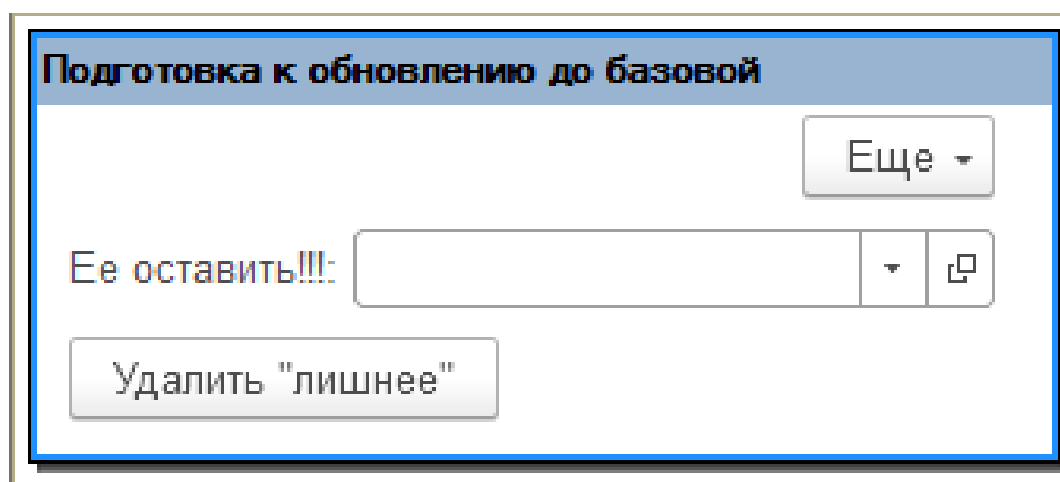 Подготовка к обновлению до базовой
Еще
Ее оставить!!!:
Удалить "лишнее"